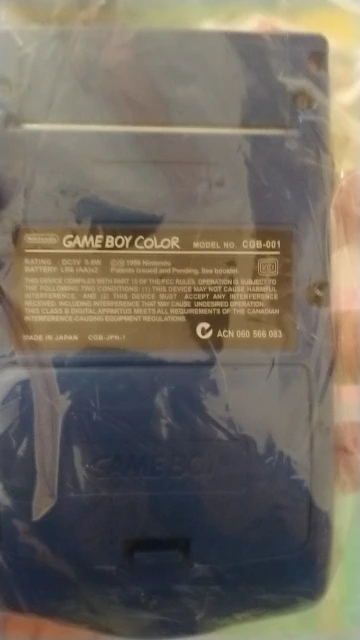 Nintendo GAME BOY COLOR MODEL NO. CGB-001
RATING : DC3V 0.6W ©1998 Nintendo
BATTERY: LR6 (AA)x2 Patents Issued and Pending. See booklet.
THIS DEVICE COMPLIES WITH PART 15 OF THE FCC RULES. OPERATION IS SUBJECT TO
THE FOLLOWING TWO CONDITIONS: (1) THIS DEVICE MAY NOT CAUSE HARMFUL
INTERFERENCE, AND (2) THIS DEVICE MUST ACCEPT ANY INTERFERENCE
RECEIVED, INCLUDING INTERFERENCE THAT MAY CAUSE UNDESIRED OPERATION.
THIS CLASS B DIGITAL APPARATUS MEETS ALL REQUIREMENTS OF THE CANADIAN
INTERFERENCE-CAUSING EQUIPMENT REGULATIONS.
ACN 060 566 083
MADE IN JAPAN CGB-JPN-1
GAME BOY